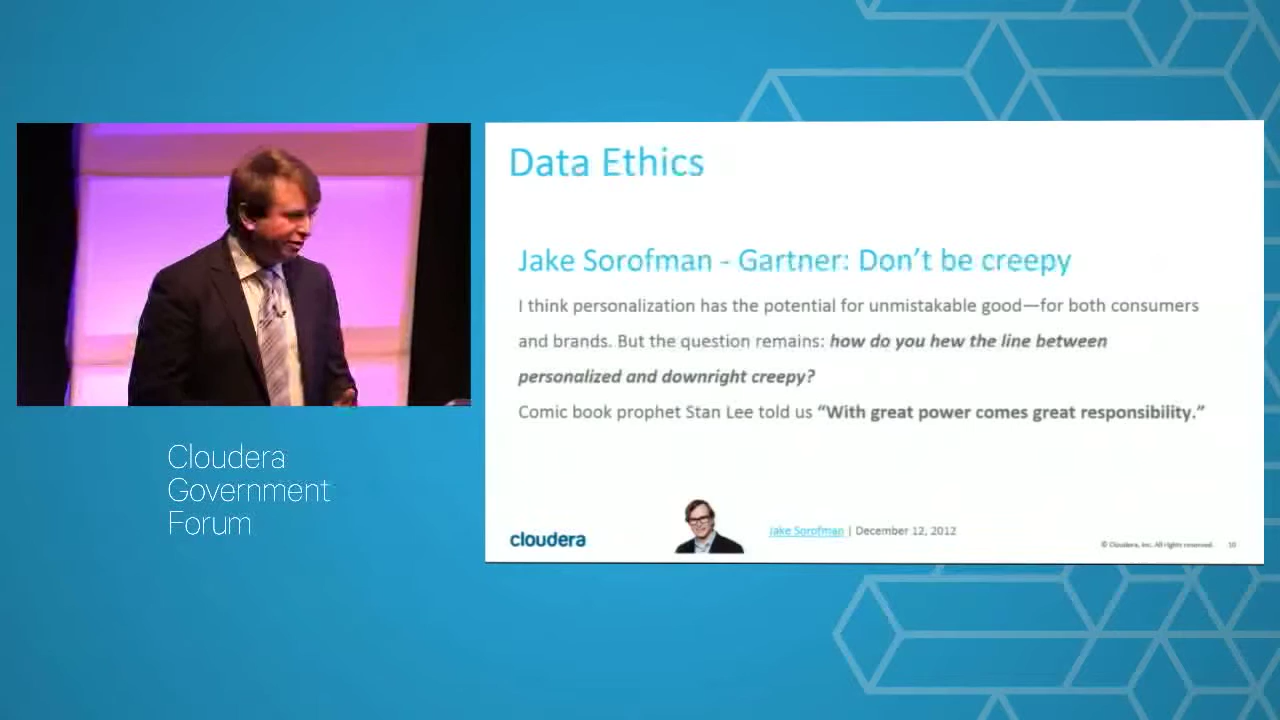 Data Ethics
Jake Sorofman - Gartner: Don't be creepy
I think personalization has the potential for unmistakable good—for both consumers
and brands. But the question remains: how do you hew the line between
personalized and downright creepy?
Comic book prophet Stan Lee told us “With great power comes great responsibility.”
Cloudera
Government
Forum
cloudera
Jake Sorofman | December 12, 2012
© Cloudera, Inc. All rights reserved.
10